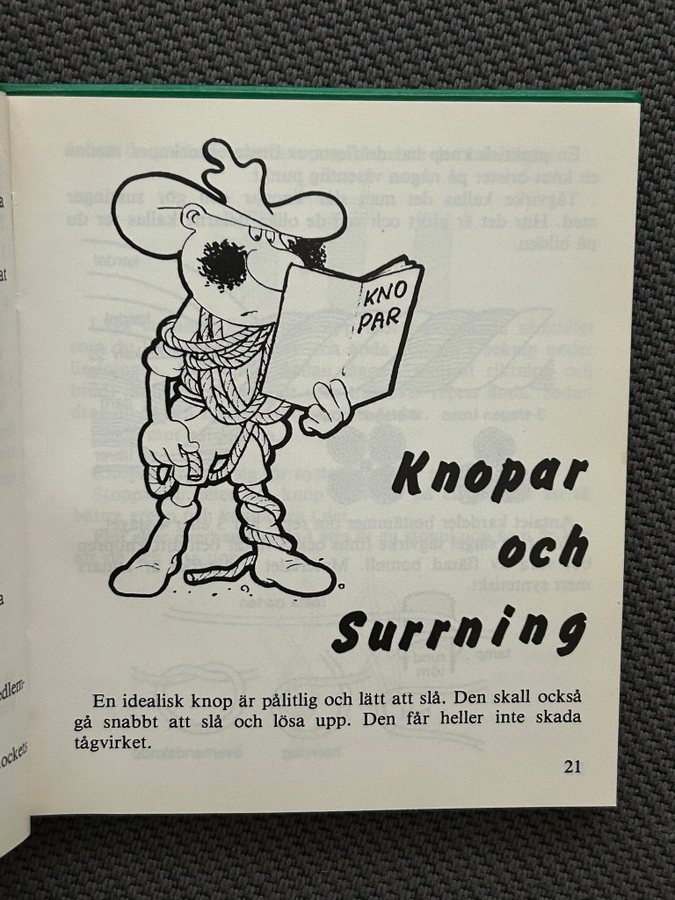 KNO
PAR
Knopar
och
Surrning
En idealisk knop är pålitlig och lätt att slå. Den skall också
gå snabbt att slå och lösa upp. Den får heller inte skada
tågvirket.
21